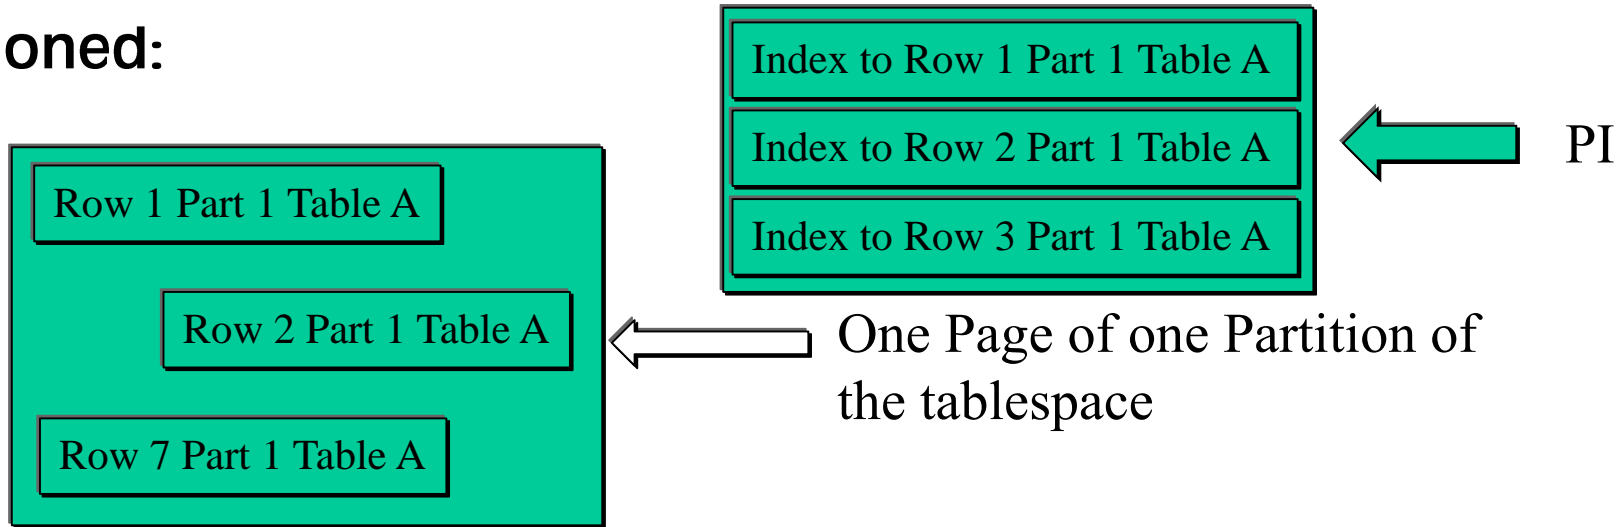 oned:
Index to Row 1 Part 1 Table A
Index to Row 2 Part 1 Table A
Index to Row 3 Part 1 Table A
PI
Row 1 Part 1 Table A
Row 2 Part 1 Table A
Row 7 Part 1 Table A
One Page of one Partition of
the tablespace